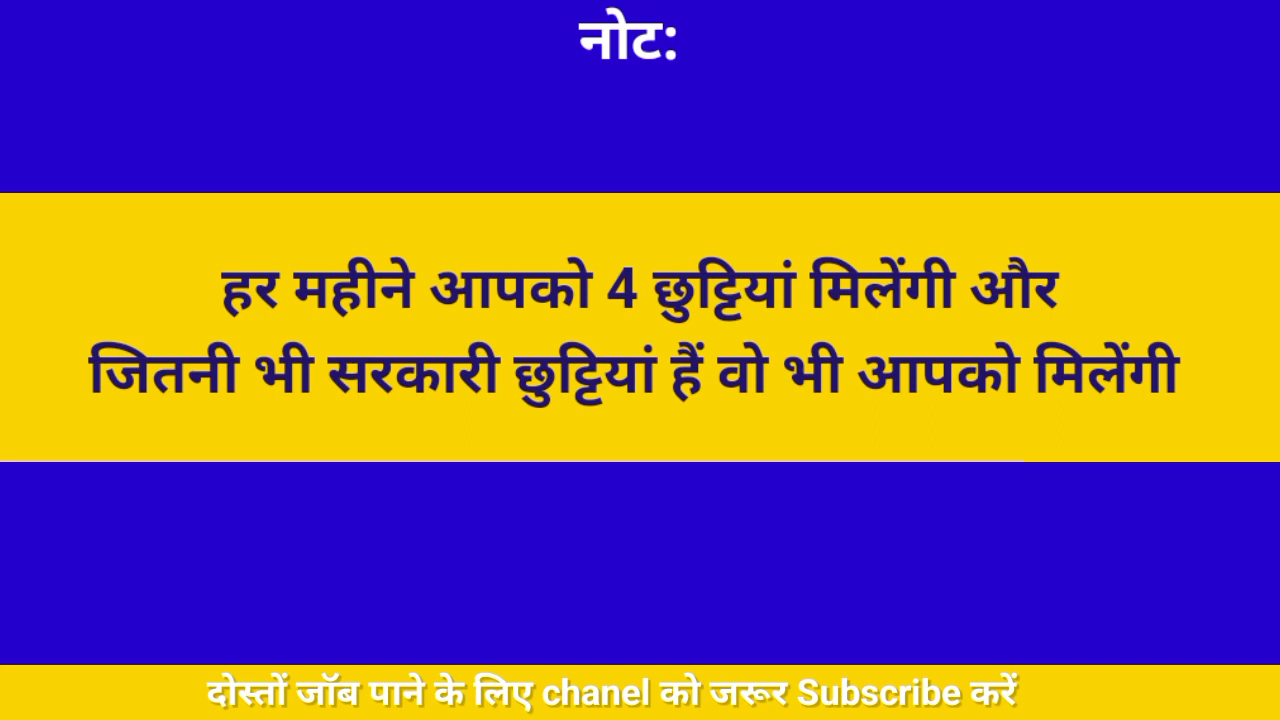 नोट:
हर महीने आपको 4 छुट्टियां मिलेंगी और
जितनी भी सरकारी छुट्टियां हैं वो भी आपको मिलेंगी
दोस्तों जॉब पाने के लिए chanel को जरूर Subscribe करें